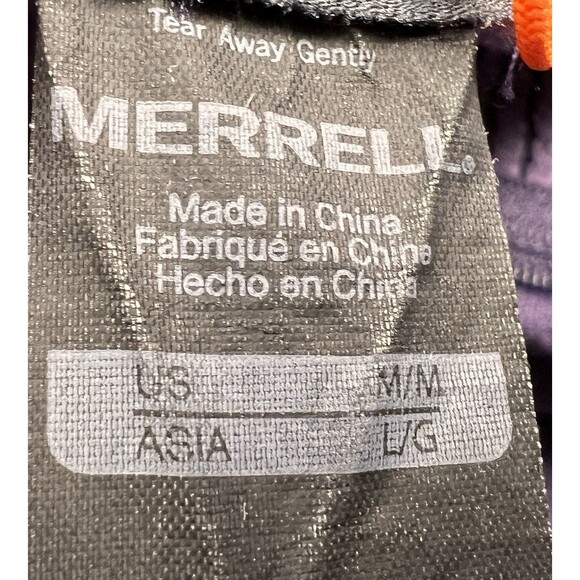 Tear Away Gently
MERRELL®
Made in China
Fabriqué en Chine
Hecho en China
US M/M
ASIA L/G